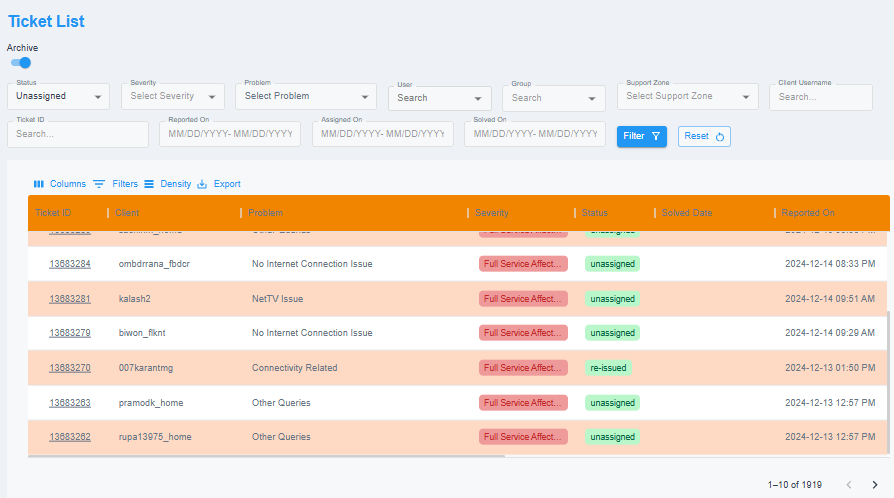 Ticket List
Archive
Status Severity Problem User Group Support Zone Client Username
Unassigned Select Severity Select Problem Search Search Select Support Zone Search...
Ticket ID Reported On Assigned On Solved On
Search... MM/DD/YYYY- MM/DD/YYYY MM/DD/YYYY- MM/DD/YYYY MM/DD/YYYY- MM/DD/YYYY Filter Reset
Columns Filters Density Export
Ticket ID Client Problem Severity Status Solved Date Reported On
13683284 ombdrrana_fbdcr No Internet Connection Issue Full Service Affect... unassigned 2024-12-14 08:33 PM
13683281 kalash2 NetTV Issue Full Service Affect... unassigned 2024-12-14 09:51 AM
13683279 biwon_flknt No Internet Connection Issue Full Service Affect... unassigned 2024-12-14 09:29 AM
13683270 007karantmg Connectivity Related Full Service Affect... re-issued 2024-12-13 01:50 PM
13683263 pramodk_home Other Queries Full Service Affect... unassigned 2024-12-13 12:57 PM
13683262 rupa13975_home Other Queries Full Service Affect... unassigned 2024-12-13 12:57 PM
1–10 of 1919